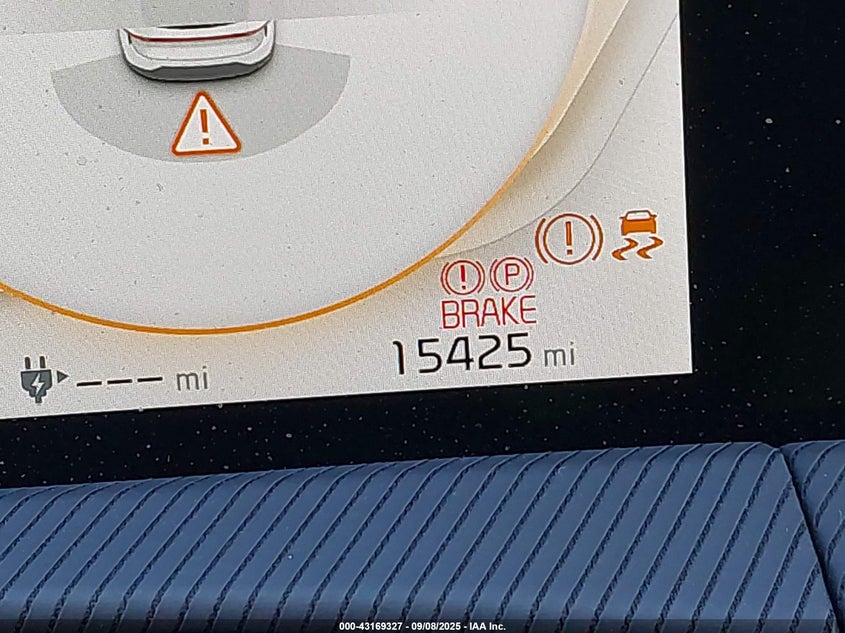 !
!
! P
BRAKE
15425 mi
--- mi
000-43169327 - 09/08/2025 - IAA Inc.